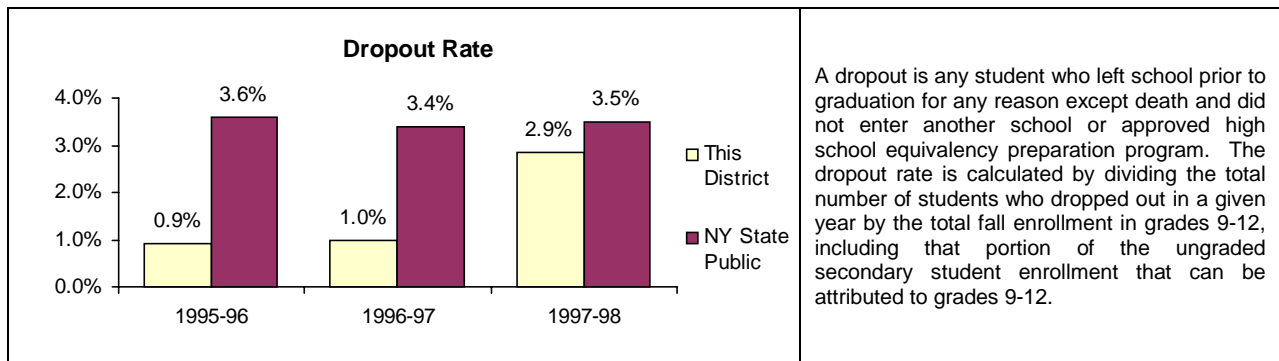 Dropout Rate
4.0%
3.0%
2.0%
1.0%
0.0%
0.9%
3.6%
1.0%
3.4%
2.9%
3.5%
1995-96
1996-97
1997-98
This
District
NY State
Public
A dropout is any student who left school prior to
graduation for any reason except death and did
not enter another school or approved high
school equivalency preparation program. The
dropout rate is calculated by dividing the total
number of students who dropped out in a given
year by the total fall enrollment in grades 9-12,
including that portion of the ungraded
secondary student enrollment that can be
attributed to grades 9-12.